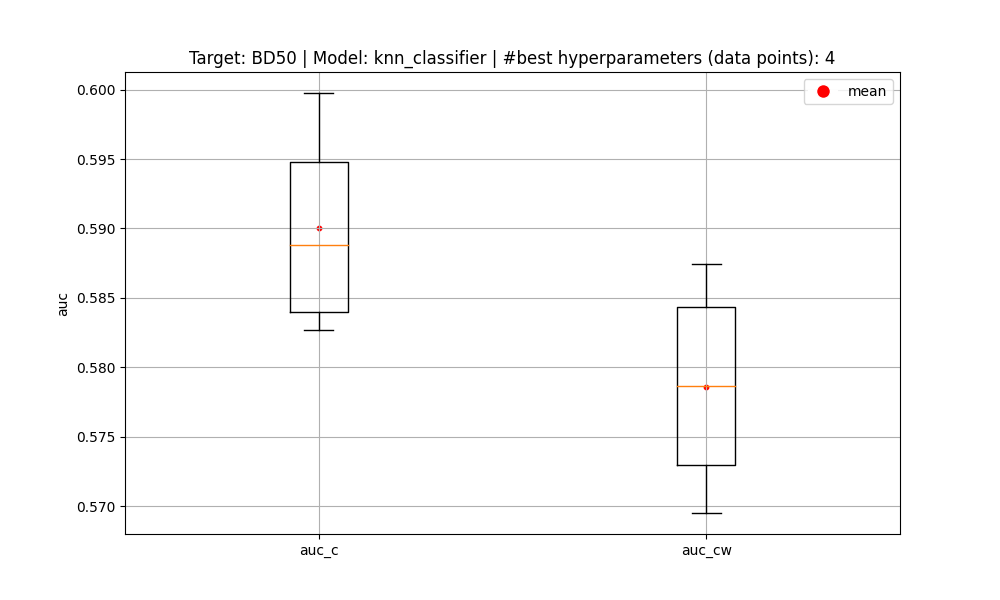 Target: BD50 | Model: knn_classifier | #best hyperparameters (data points): 4
mean
0.600
0.595
0.590
0.585
0.580
0.575
0.570
auc
auc_c
auc_cw